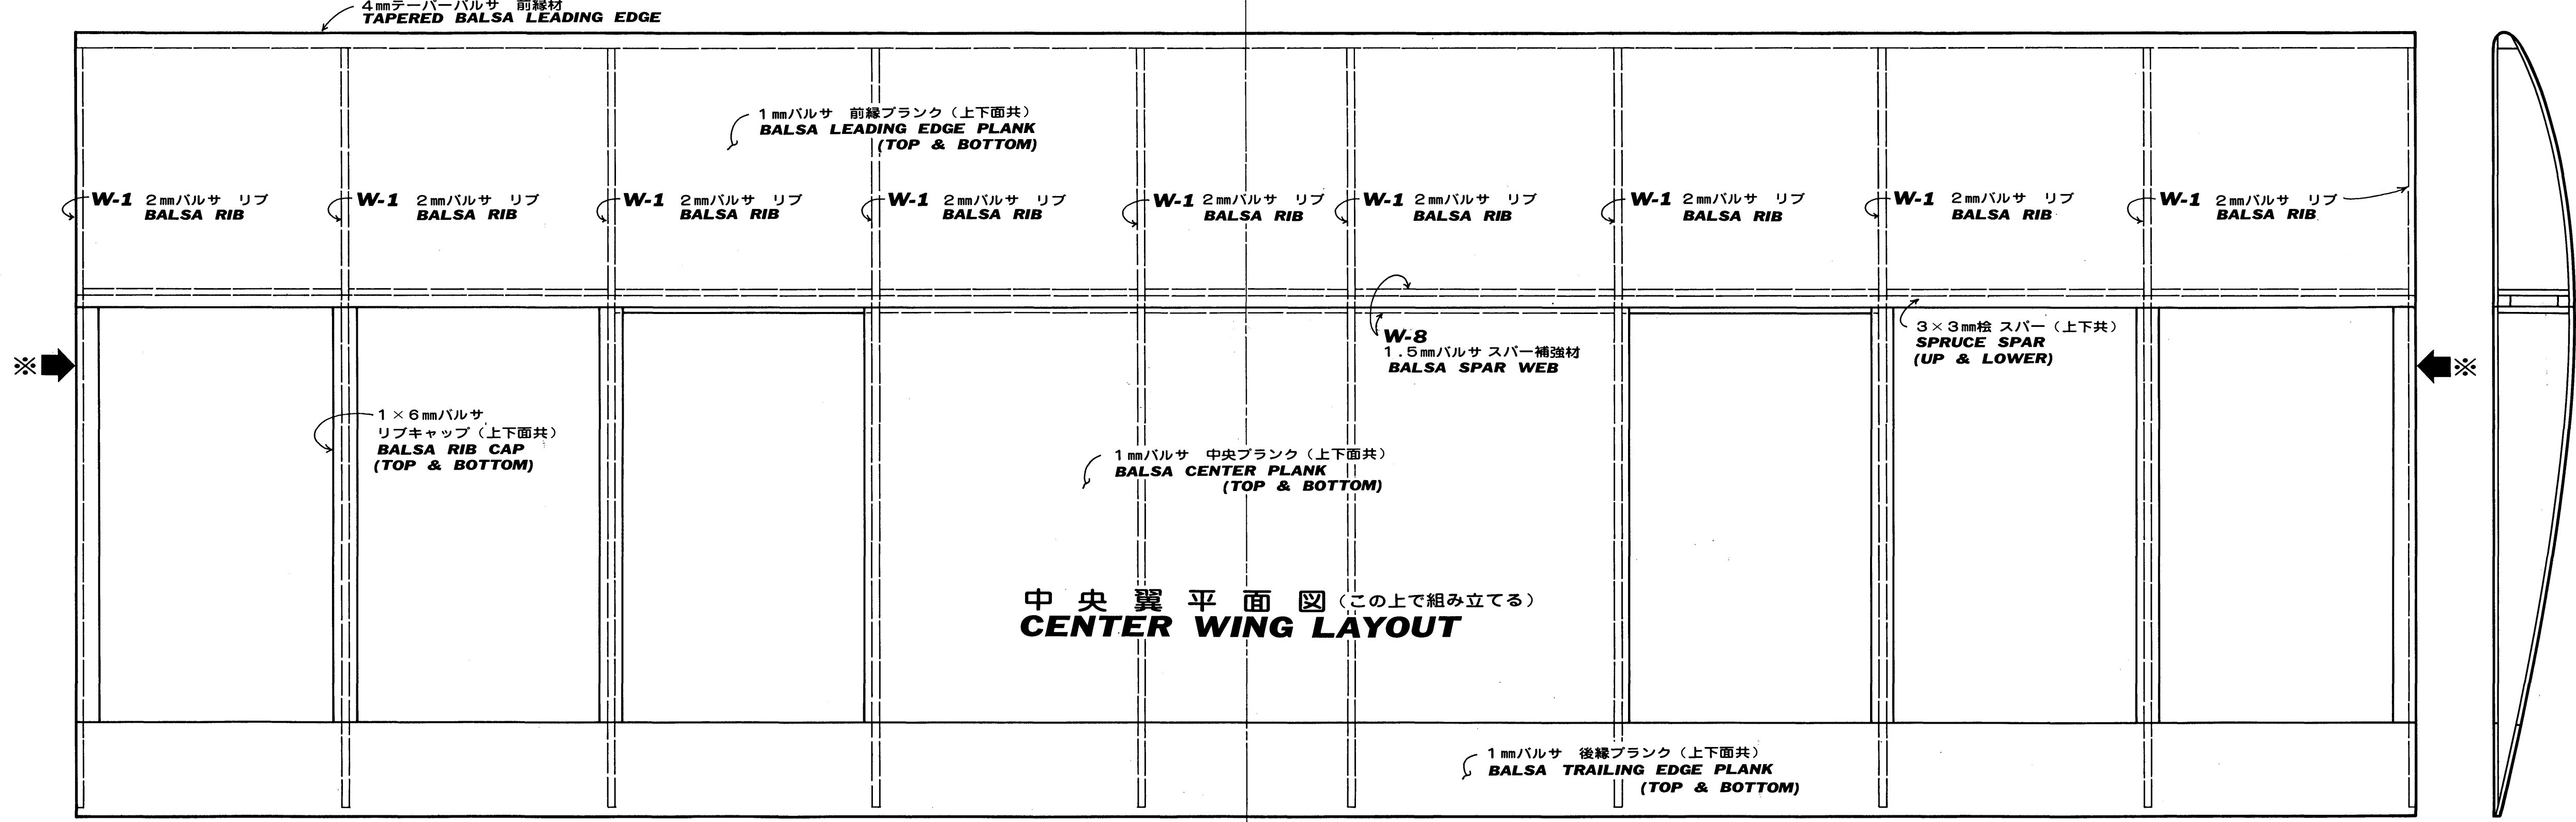 4㎜テーパーバルサ 前縁材
TAPERED BALSA LEADING EDGE
1㎜バルサ 前縁プランク（上下面共）
BALSA LEADING EDGE PLANK
(TOP & BOTTOM)
W-1 2㎜バルサ リブ
BALSA RIB
W-1 2㎜バルサ リブ
BALSA RIB
W-1 2㎜バルサ リブ
BALSA RIB
W-1 2㎜バルサ リブ
BALSA RIB
W-1 2㎜バルサ リブ
BALSA RIB
W-1 2㎜バルサ リブ
BALSA RIB
W-1 2㎜バルサ リブ
BALSA RIB
W-1 2㎜バルサ リブ
BALSA RIB
W-1 2㎜バルサ リブ
BALSA RIB
W-8
1.5㎜バルサ スパー補強材
BALSA SPAR WEB
3×3㎜桧 スパー（上下共）
SPRUCE SPAR
(UP & LOWER)
※
※
1×6㎜バルサ
リブキャップ（上下面共）
BALSA RIB CAP
(TOP & BOTTOM)
1㎜バルサ 中央プランク（上下面共）
BALSA CENTER PLANK
(TOP & BOTTOM)
中央翼平面図（この上で組み立てる）
CENTER WING LAYOUT
1㎜バルサ 後縁プランク（上下面共）
BALSA TRAILING EDGE PLANK
(TOP & BOTTOM)